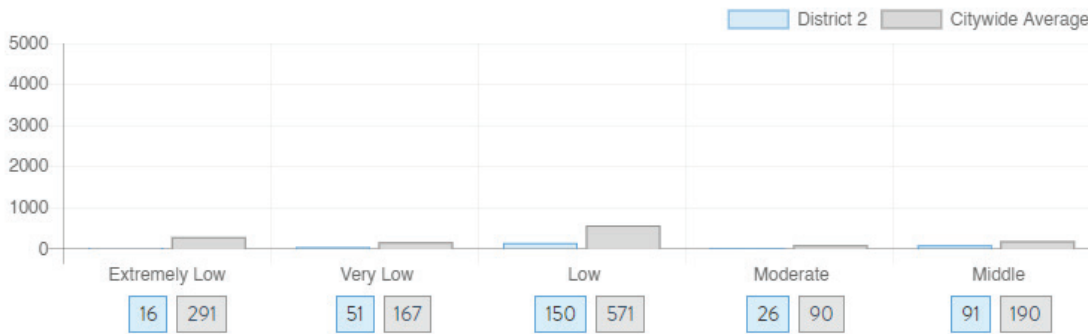 District 2 Citywide Average
5000
4000
3000
2000
1000
0
Extremely Low Very Low Low Moderate Middle
16 291 51 167 150 571 26 90 91 190